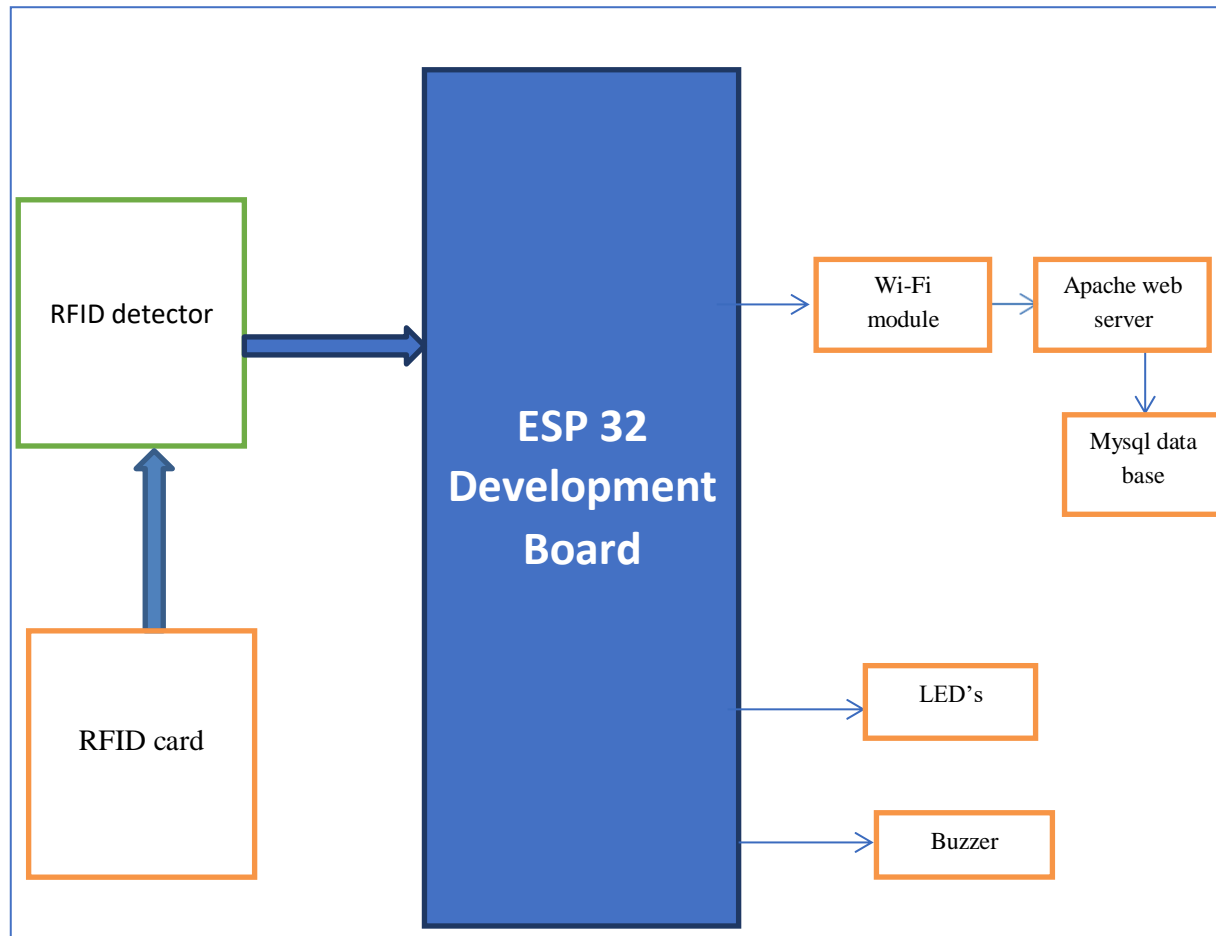 RFID detector
RFID card
ESP 32
Development
Board
Wi-Fi
module
Apache web
server
Mysql data
base
LED’s
Buzzer